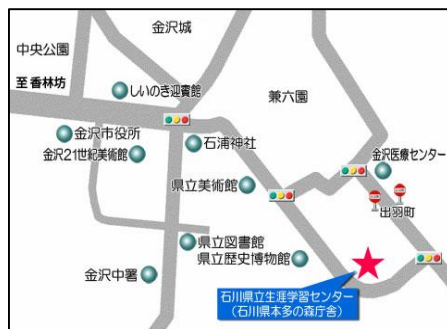 金沢城
中央公園
至香林坊
しいのき迎賓館
兼六園
金沢市役所
石浦神社
金沢21世紀美術館
金沢医療センター
県立美術館
出羽町
県立図書館
県立歴史博物館
金沢中署
石川県立生涯学習センター
(石川県本多の森庁舎)